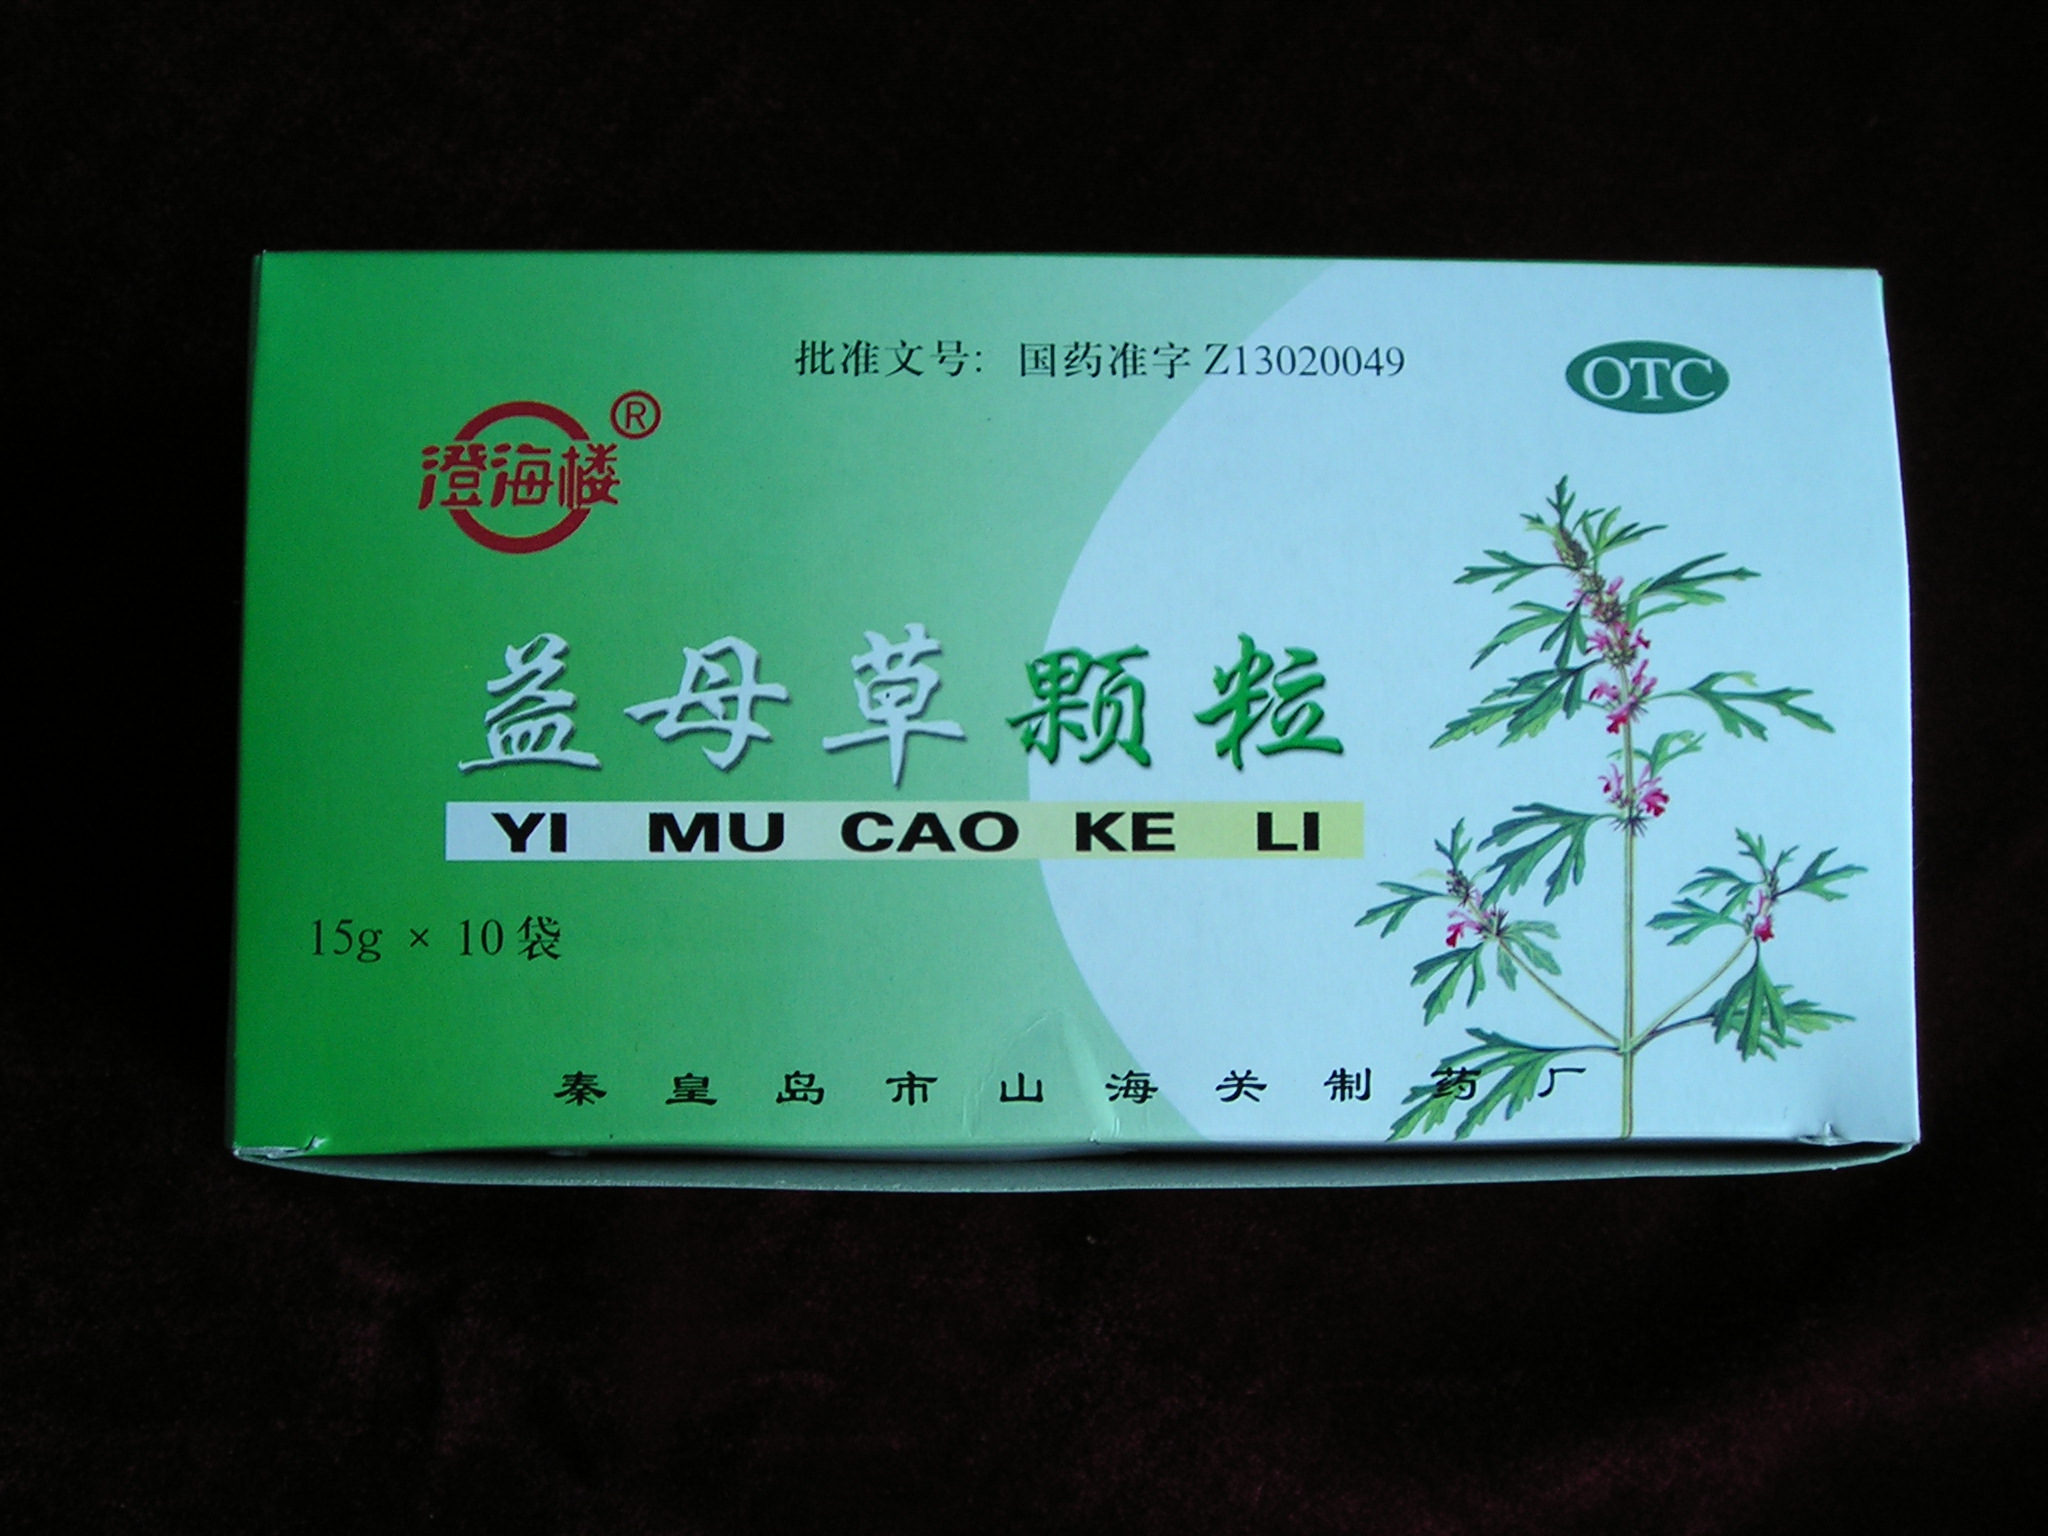 批准文号: 国药准字 Z13020049
OTC
澄海楼®
益母草颗粒
YI MU CAO KE LI
15g × 10袋
秦皇岛市山海关制药厂